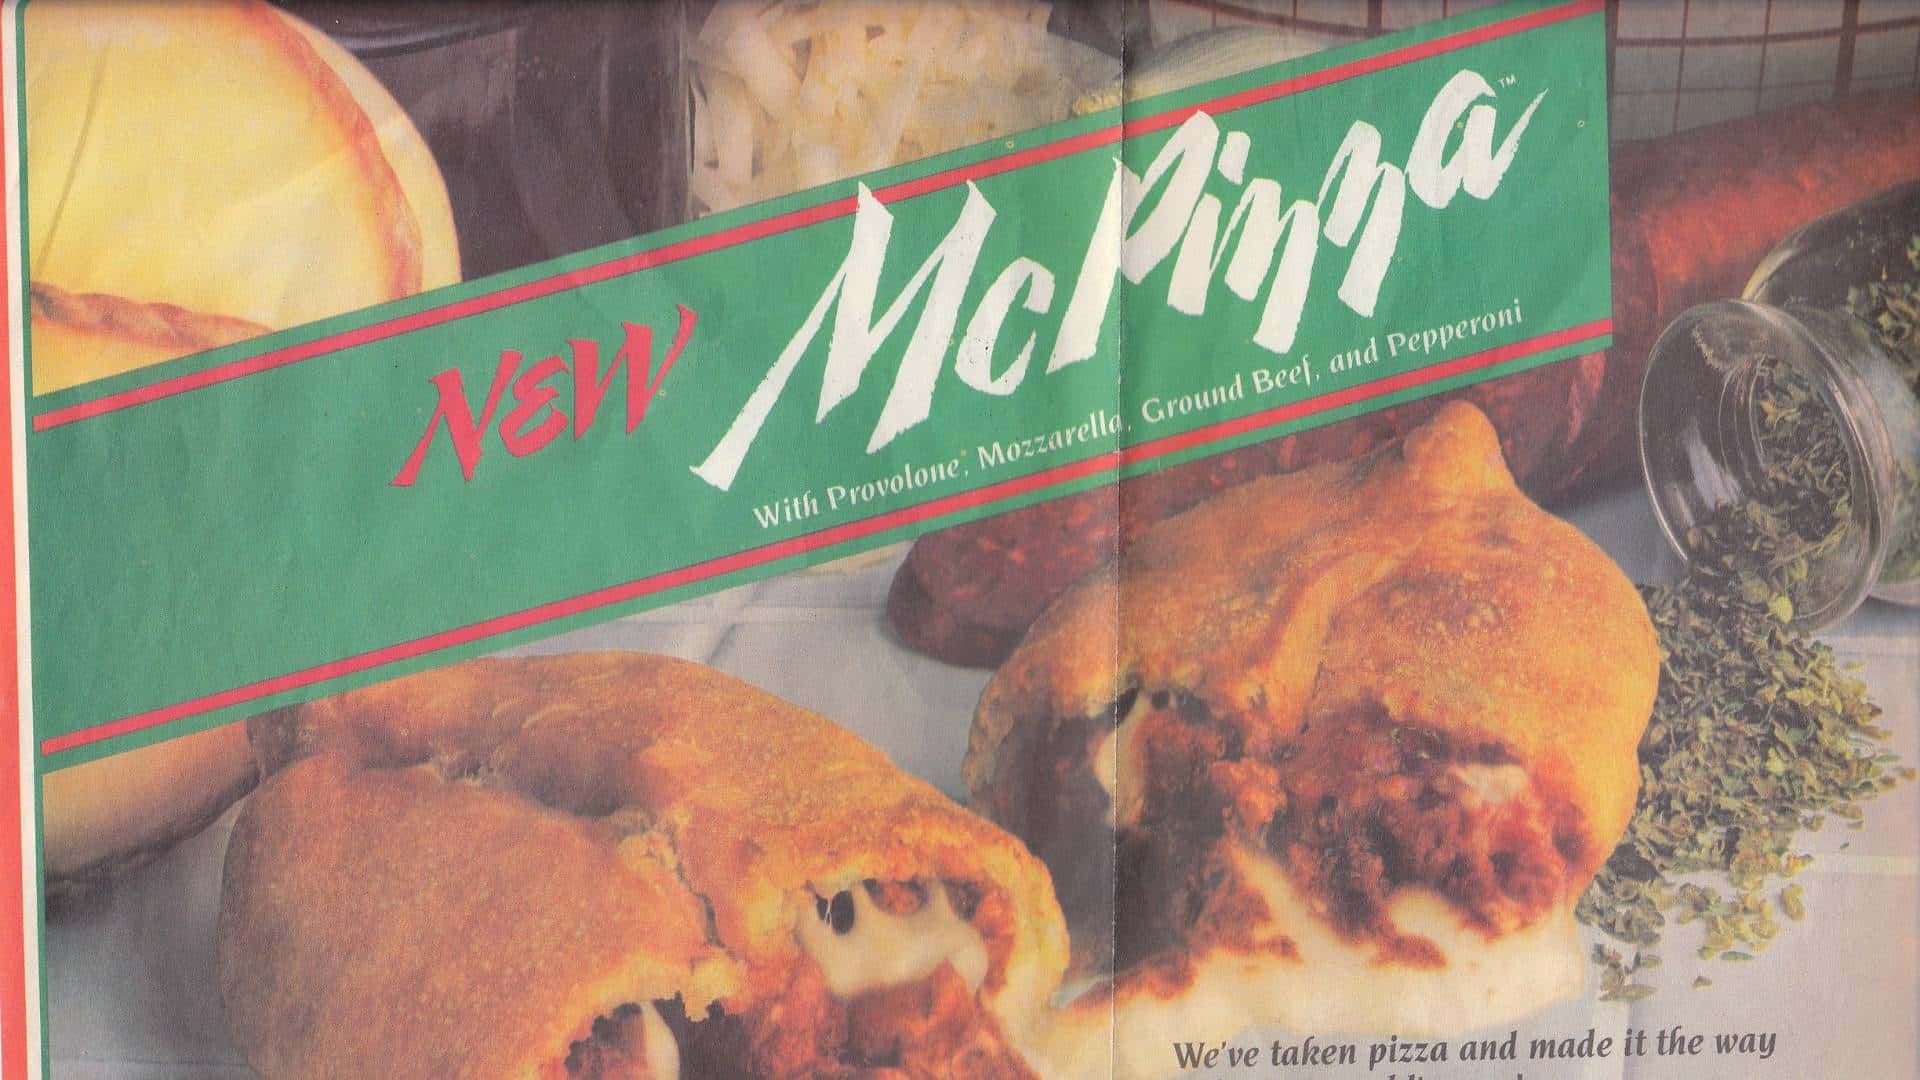 NEW McPizza™
With Provolone, Mozzarella, Ground Beef, and Pepperoni
We've taken pizza and made it the way